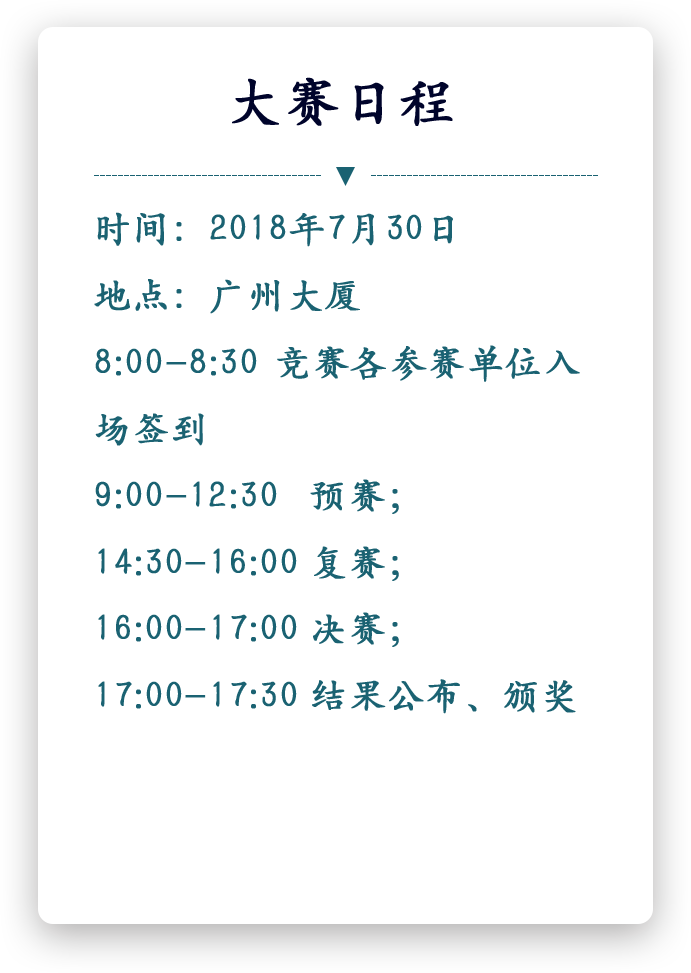 大赛日程
时间：2018年7月30日
地点：广州大厦
8:00-8:30 竞赛各参赛单位入
场签到
9:00-12:30 预赛；
14:30-16:00 复赛；
16:00-17:00 决赛；
17:00-17:30 结果公布、颁奖